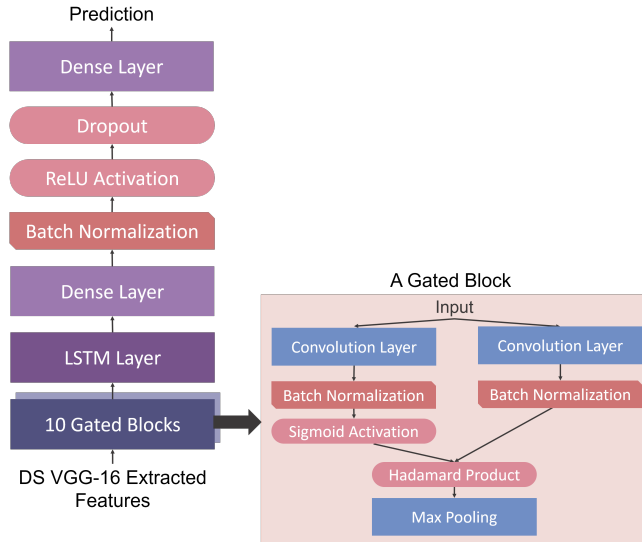 Prediction
Dense Layer
Dropout
ReLU Activation
Batch Normalization
Dense Layer
LSTM Layer
10 Gated Blocks
DS VGG-16 Extracted
Features
A Gated Block
Input
Convolution Layer
Convolution Layer
Batch Normalization
Batch Normalization
Sigmoid Activation
Hadamard Product
Max Pooling